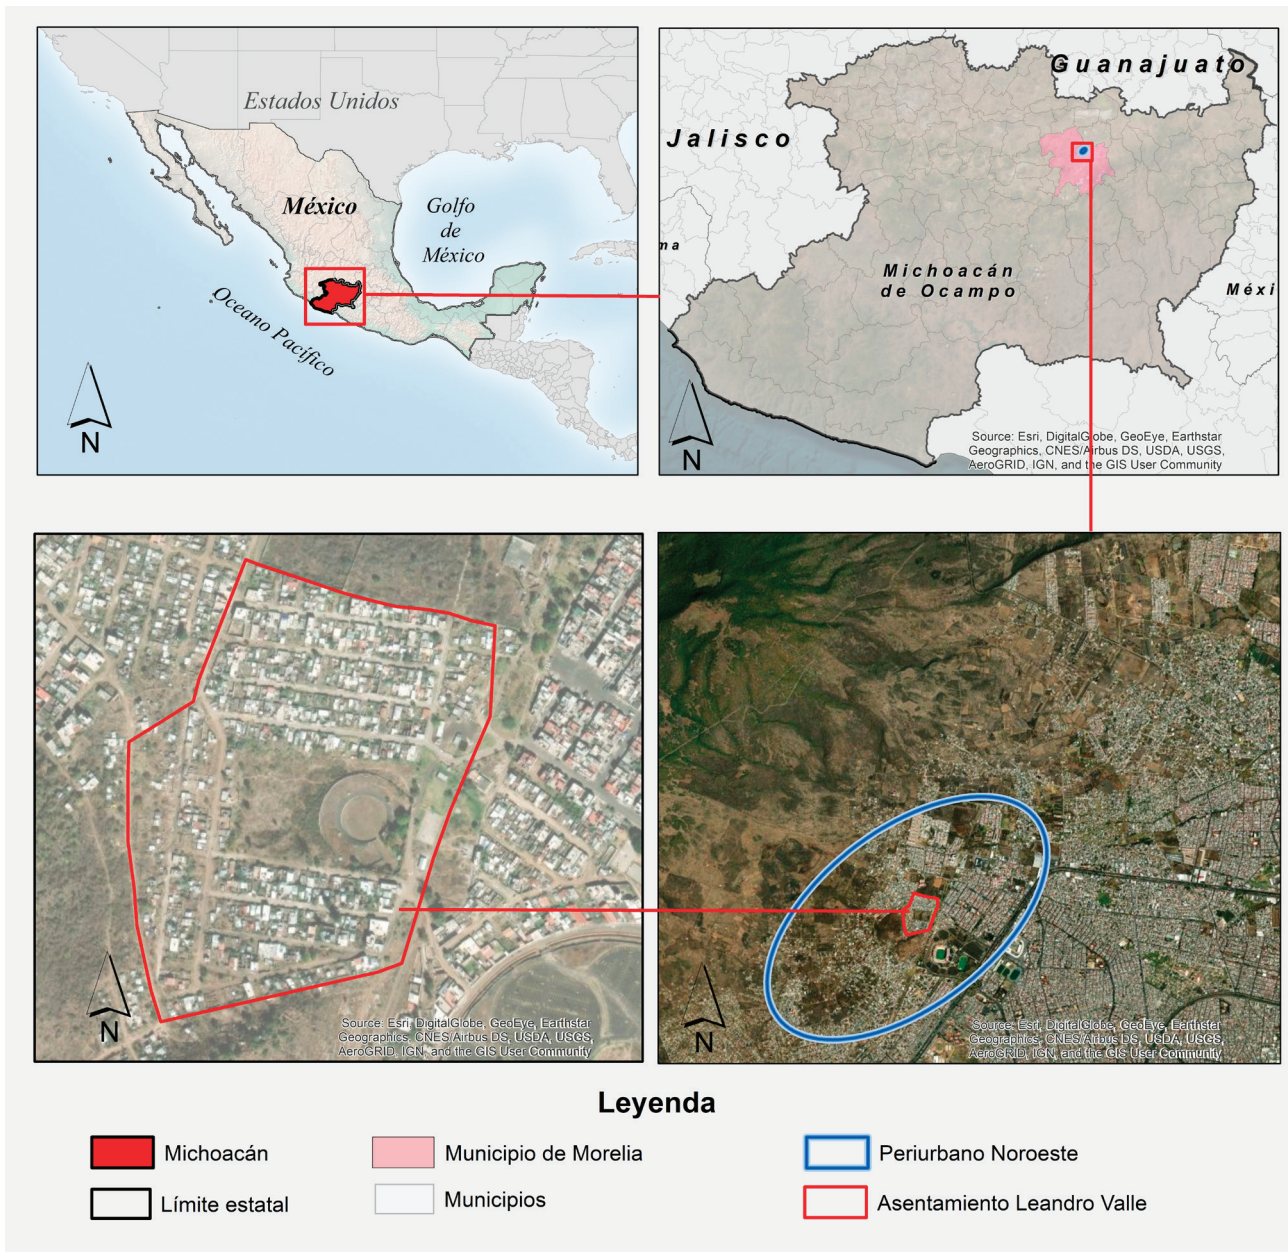 Estados Unidos
México
Golfo
de
México
Oceano Pacífico
N
Guanajuato
Jalisco
ma
Michoacán
de Ocampo
Méxi
N
Source: Esri, DigitalGlobe, GeoEye, Earthstar
Geographics, CNES/Airbus DS, USDA, USGS,
AeroGRID, IGN, and the GIS User Community
N
Source: Esri, DigitalGlobe, GeoEye, Earthstar
Geographics, CNES/Airbus DS, USDA, USGS,
AeroGRID, IGN, and the GIS User Community
N
Source: Esri, DigitalGlobe, GeoEye, Earthstar
Geographics, CNES/Airbus DS, USDA, USGS,
AeroGRID, IGN, and the GIS User Community
Leyenda
Michoacán
Municipio de Morelia
Periurbano Noroeste
Límite estatal
Municipios
Asentamiento Leandro Valle